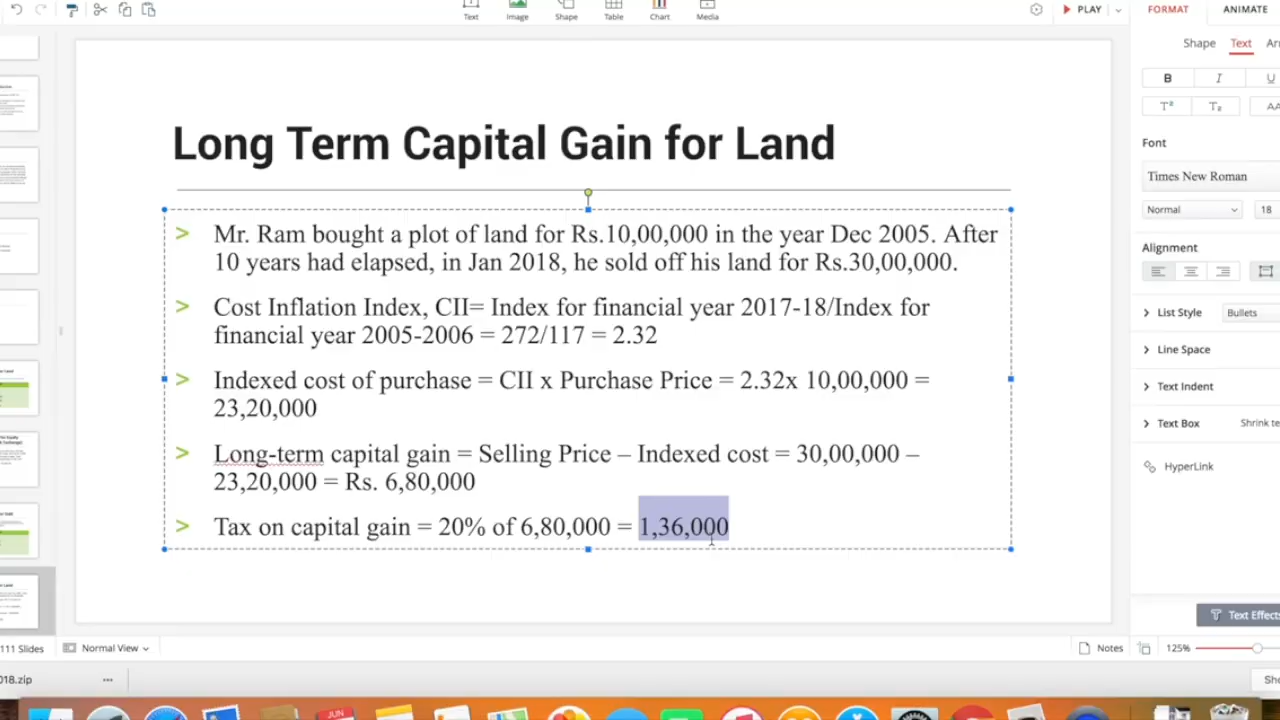 Text Image Shape Table Chart Media
PLAY
FORMAT ANIMATE
Shape Text
B I U
Font
Times New Roman
Normal 18
Alignment
List Style Bullets
Line Space
Text Indent
Text Box
HyperLink
Long Term Capital Gain for Land
> Mr. Ram bought a plot of land for Rs.10,00,000 in the year Dec 2005. After
10 years had elapsed, in Jan 2018, he sold off his land for Rs.30,00,000.
> Cost Inflation Index, CII= Index for financial year 2017-18/Index for
financial year 2005-2006 = 272/117 = 2.32
> Indexed cost of purchase = CII x Purchase Price = 2.32x 10,00,000 =
23,20,000
> Long-term capital gain = Selling Price – Indexed cost = 30,00,000 –
23,20,000 = Rs. 6,80,000
> Tax on capital gain = 20% of 6,80,000 = 1,36,000
111 Slides Normal View Notes 125%
018.zip
JUN